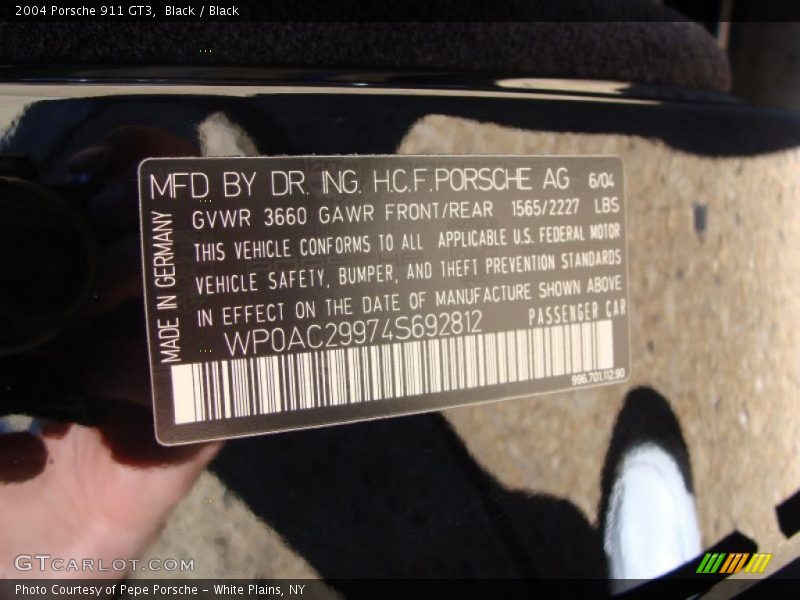 2004 Porsche 911 GT3, Black / Black
MFD BY DR. ING. H.C.F. PORSCHE AG 6/04
GVWR 3660 GAWR FRONT/REAR 1565/2227 LBS
THIS VEHICLE CONFORMS TO ALL APPLICABLE U.S. FEDERAL MOTOR
VEHICLE SAFETY, BUMPER, AND THEFT PREVENTION STANDARDS
IN EFFECT ON THE DATE OF MANUFACTURE SHOWN ABOVE
WP0AC29974S692812 PASSENGER CAR
MADE IN GERMANY
996.701.112.90
GTCARLOT.COM
Photo Courtesy of Pepe Porsche - White Plains, NY